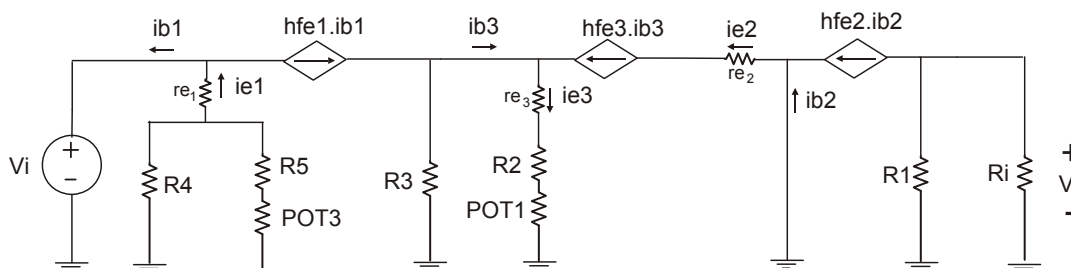 ib1
hfe1.ib1
ib3
hfe3.ib3
ie2
hfe2.ib2
re1
ie1
re3
ie3
re2
ib2
Vi
+
-
R4
R5
POT3
R3
R2
POT1
R1
Ri
+
V
-